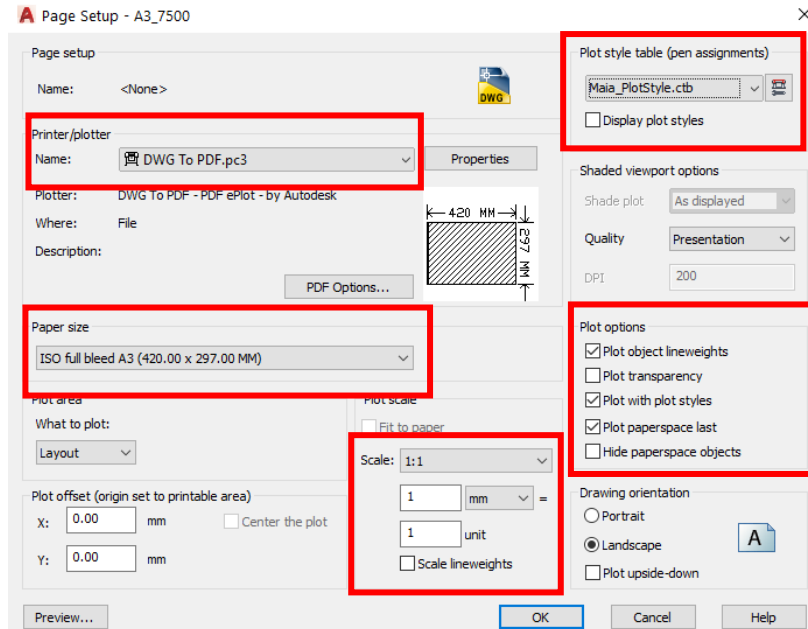 Page Setup - A3_7500
Page setup
Name: <None>
DWG
Printer/plotter
Name: DWG To PDF.pc3
Properties
Plotter: DWG To PDF - PDF ePlot - by Autodesk
Where: File
Description:
420 MM
297 MM
PDF Options...
Paper size
ISO full bleed A3 (420.00 x 297.00 MM)
Plot area
What to plot:
Layout
Plot scale
Fit to paper
Scale: 1:1
1 mm =
1 unit
Scale lineweights
Plot offset (origin set to printable area)
X: 0.00 mm
Center the plot
Y: 0.00 mm
Plot style table (pen assignments)
Maia_PlotStyle.ctb
Display plot styles
Shaded viewport options
Shade plot As displayed
Quality Presentation
DPI 200
Plot options
Plot object lineweights
Plot transparency
Plot with plot styles
Plot paperspace last
Hide paperspace objects
Drawing orientation
Portrait
Landscape
A
Plot upside-down
Preview...
OK
Cancel
Help